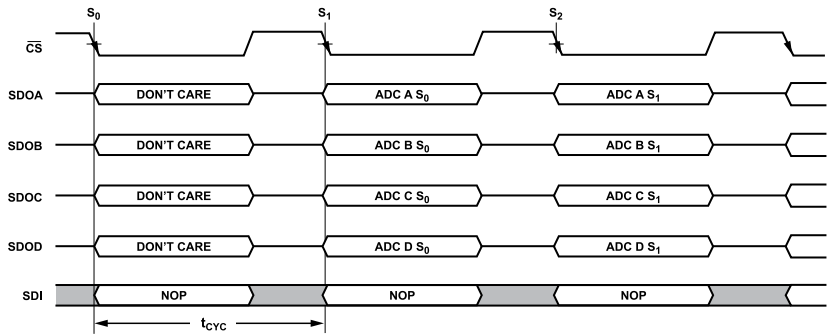 S0 S1 S2
CS
SDOA DON'T CARE ADC A S0 ADC A S1
SDOB DON'T CARE ADC B S0 ADC B S1
SDOC DON'T CARE ADC C S0 ADC C S1
SDOD DON'T CARE ADC D S0 ADC D S1
SDI NOP NOP NOP
tCYC